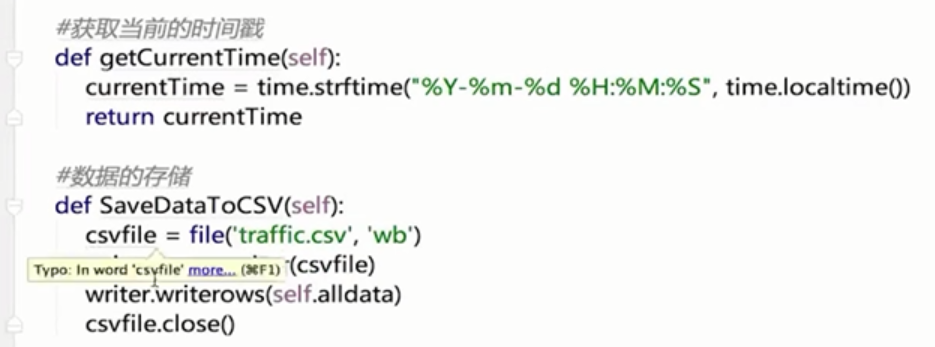 #获取当前的时间戳
def getCurrentTime(self):
currentTime = time.strftime("%Y-%m-%d %H:%M:%S", time.localtime())
return currentTime
#数据的存储
def SaveDataToCSV(self):
csvfile = file('traffic.csv', 'wb')
Typo: In word 'csvfile' more... (⌘F1)
(csvfile)
writer.writerows(self.alldata)
csvfile.close()